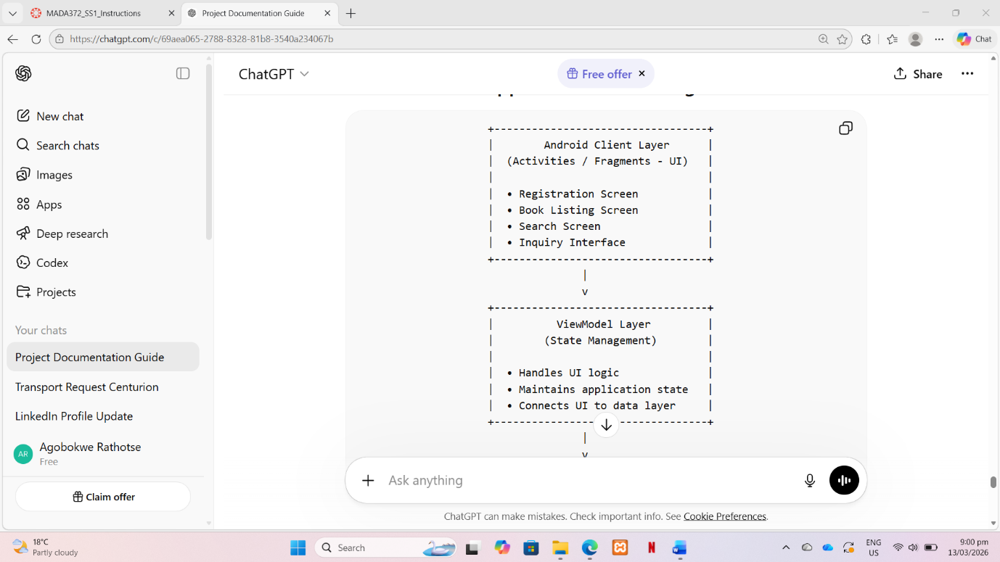 MADA372_SS1_Instructions
Project Documentation Guide
https://chatgpt.com/c/69aea065-2788-8328-81b8-3540a234067b
Chat
New chat
Search chats
Images
Apps
Deep research
Codex
Projects
Your chats
Project Documentation Guide
Transport Request Centurion
LinkedIn Profile Update
AR
Agobokwe Rathotse
Free
Claim offer
ChatGPT
Free offer
Share
+---------------------------------+
| Android Client Layer |
| (Activities / Fragments - UI) |
| |
| • Registration Screen |
| • Book Listing Screen |
| • Search Screen |
| • Inquiry Interface |
+---------------------------------+
|
v
+---------------------------------+
| ViewModel Layer |
| (State Management) |
| |
| • Handles UI logic |
| • Maintains application state |
| • Connects UI to data layer |
+---------------------------------+
|
v
Ask anything
ChatGPT can make mistakes. Check important info. See Cookie Preferences.
18°C
Partly cloudy
Search
ENG
US
9:00 pm
13/03/2026